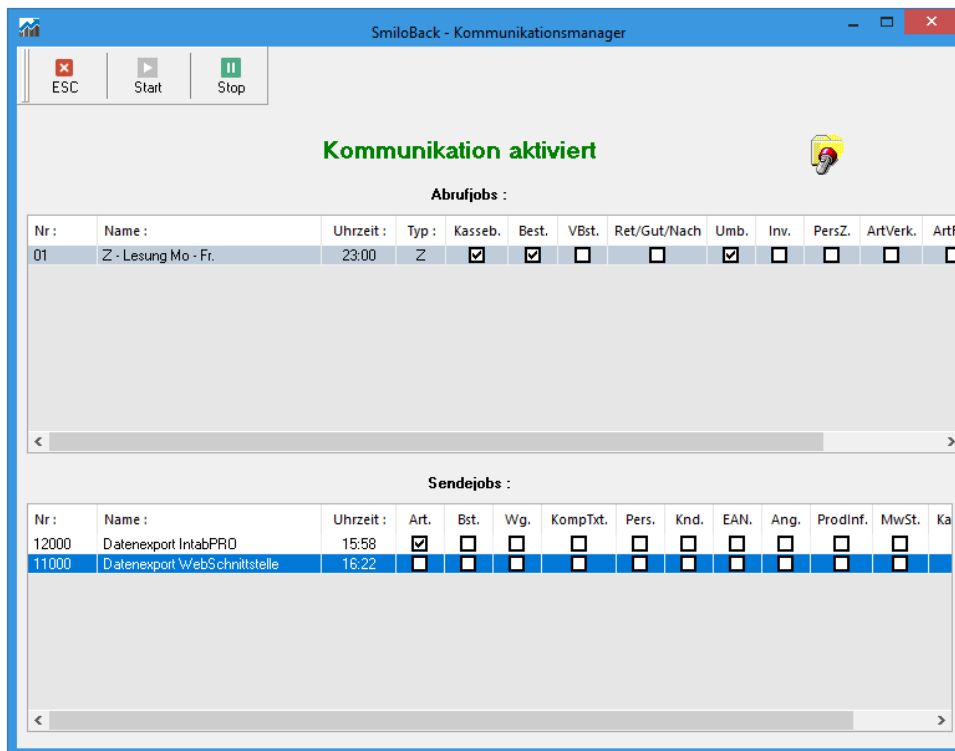 SmiloBack - Kommunikationsmanager
ESC Start Stop
Kommunikation aktiviert
Abrufjobs :
Nr : Name : Uhrzeit : Typ : Kasseb. Best. VBst. Ret/Gut/Nach Umb. Inv. PersZ. ArtVerk.
01 Z - Lesung Mo - Fr. 23:00 Z
Sendejobs :
Nr : Name : Uhrzeit : Art. Bst. Wg. KompTxt. Pers. Knd. EAN. Ang. ProdInf. MwSt. Ka
12000 Datenexport IntabPRO 15:58
11000 Datenexport WebSchnittstelle 16:22